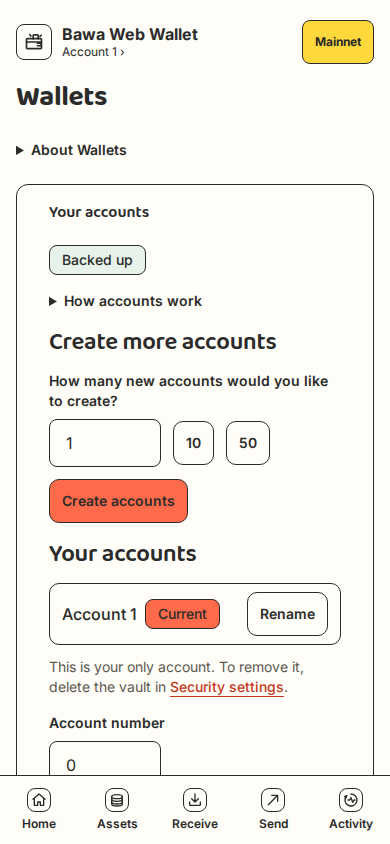 Bawa Web Wallet
Account 1 ›
Mainnet
Wallets
About Wallets
Your accounts
Backed up
How accounts work
Create more accounts
How many new accounts would you like
to create?
1
10
50
Create accounts
Your accounts
Account 1
Current
Rename
This is your only account. To remove it,
delete the vault in Security settings.
Account number
0
Home
Assets
Receive
Send
Activity